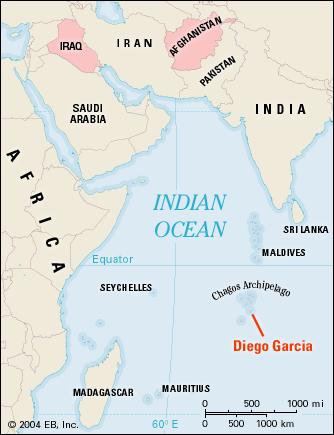 IRAQ
IRAN
AFGHANISTAN
PAKISTAN
SAUDI
ARABIA
INDIA
AFRICA
INDIAN
OCEAN
SRI LANKA
MALDIVES
Equator
SEYCHELLES
Chagos Archipelago
Diego Garcia
MADAGASCAR
MAURITIUS
© 2004 EB, Inc.
60° E
0 500 1000 mi
0 500 1000 km